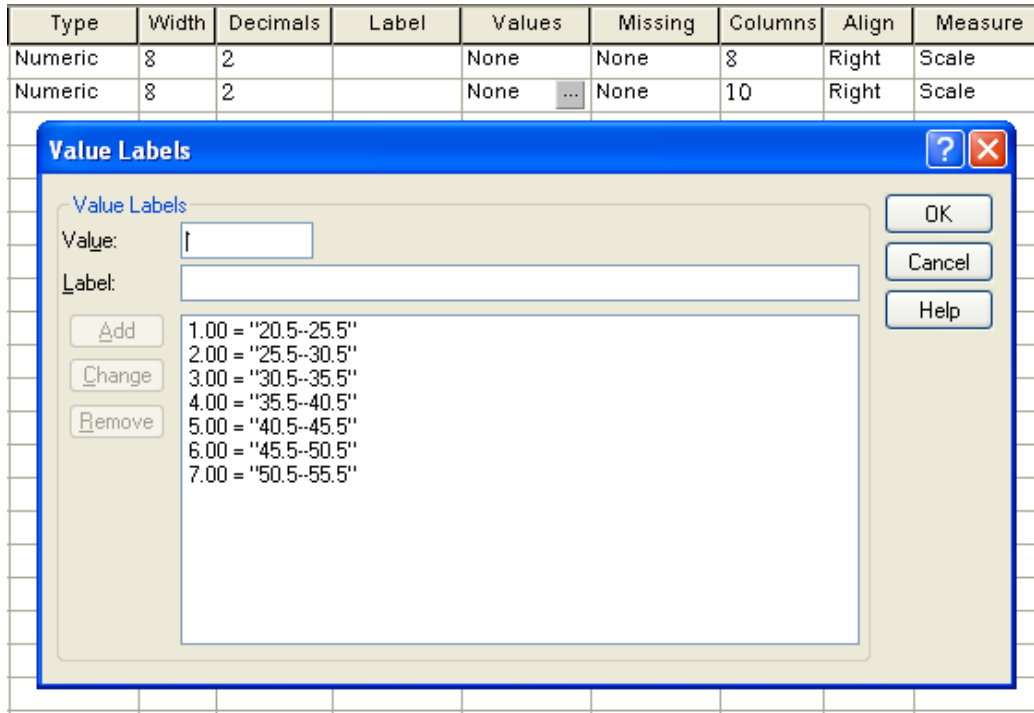 Type Width Decimals Label Values Missing Columns Align Measure
Numeric 8 2 None None 8 Right Scale
Numeric 8 2 None ... None 10 Right Scale
Value Labels
Value Labels
Value:
Label:
OK
Cancel
Help
Add
Change
Remove
1.00 = "20.5--25.5"
2.00 = "25.5--30.5"
3.00 = "30.5--35.5"
4.00 = "35.5--40.5"
5.00 = "40.5--45.5"
6.00 = "45.5--50.5"
7.00 = "50.5--55.5"